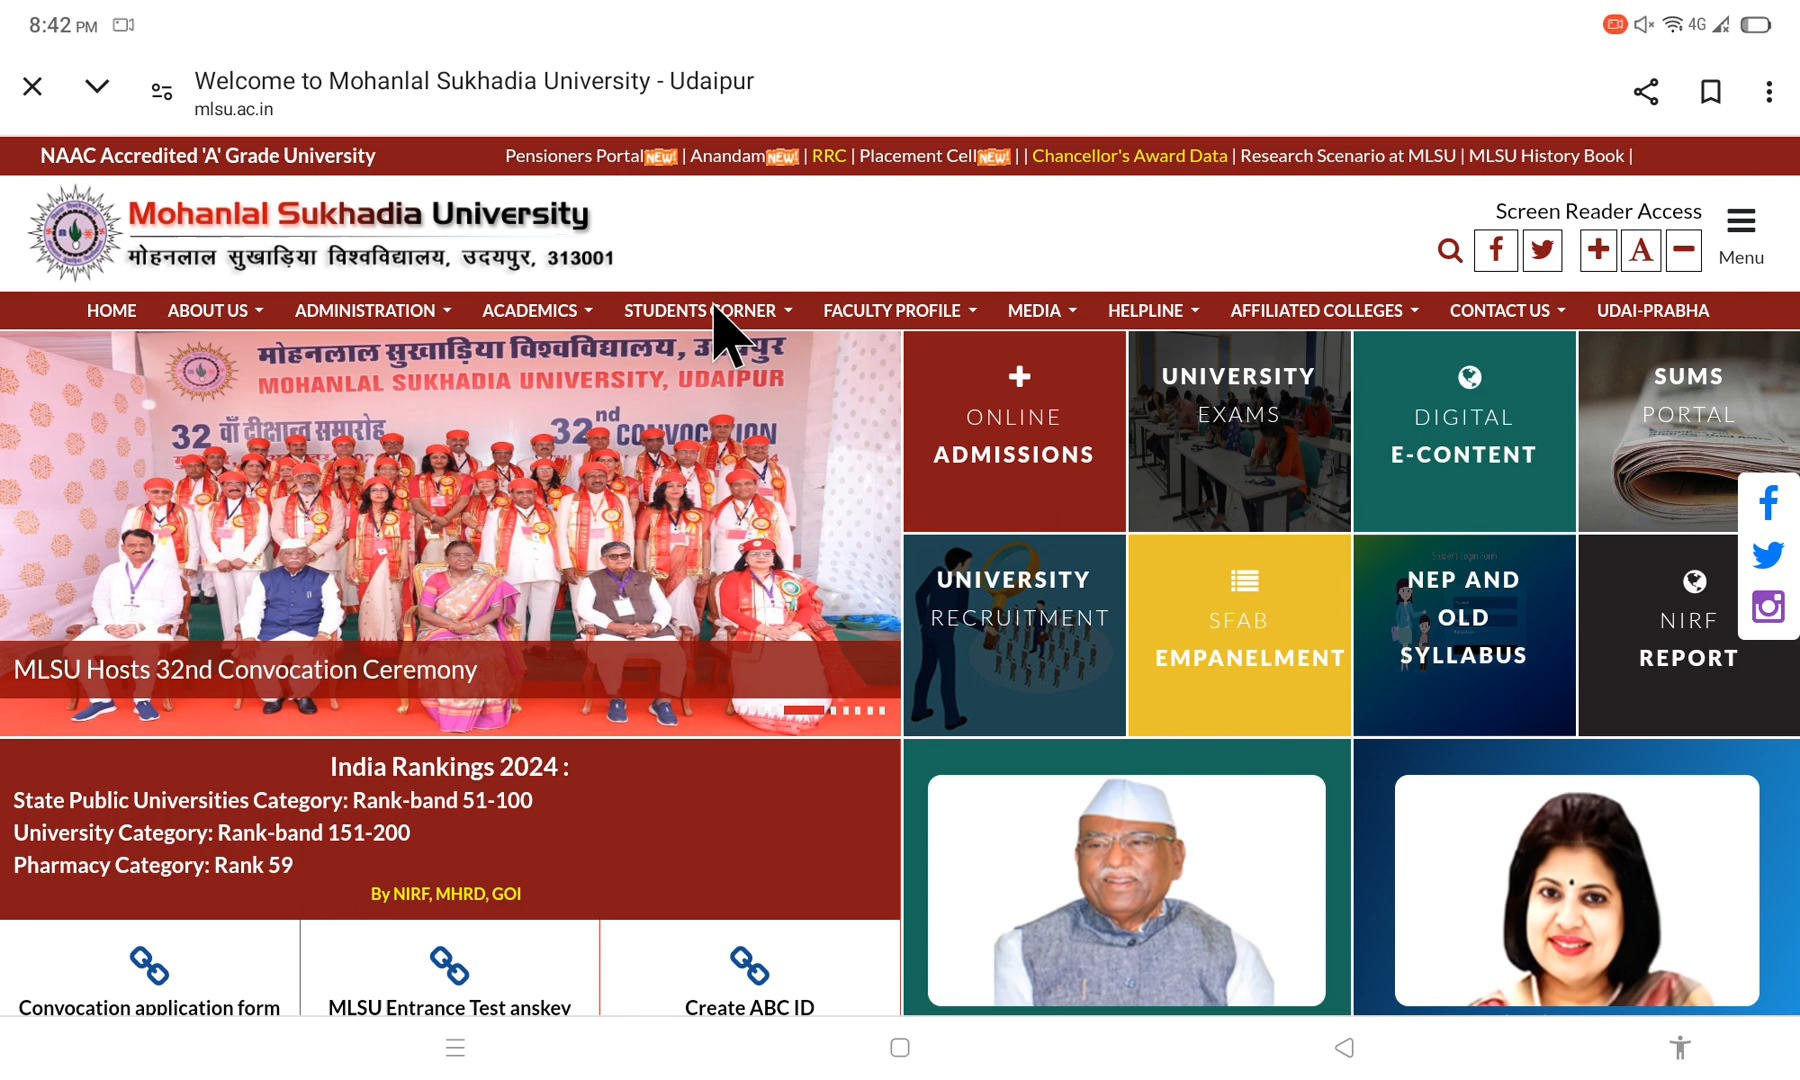 8:42 PM
4G
Welcome to Mohanlal Sukhadia University - Udaipur
mlsu.ac.in
NAAC Accredited 'A' Grade University
Pensioners Portal NEW! | Anandam NEW! | RRC | Placement Cell NEW! | | Chancellor's Award Data | Research Scenario at MLSU | MLSU History Book |
Mohanlal Sukhadia University
मोहनलाल सुखाड़िया विश्वविद्यालय, उदयपुर, 313001
Screen Reader Access
A
Menu
HOME ABOUT US ADMINISTRATION ACADEMICS STUDENTS CORNER FACULTY PROFILE MEDIA HELPLINE AFFILIATED COLLEGES CONTACT US UDAI-PRABHA
मोहनलाल सुखाड़िया विश्वविद्यालय,
MOHANLAL SUKHADIA UNIVERSITY, UDAIPUR
32 वाँ दीक्षान्त समारोह
32nd CONVOCATION
MLSU Hosts 32nd Convocation Ceremony
ONLINE
ADMISSIONS
UNIVERSITY
EXAMS
DIGITAL
E-CONTENT
SUMS
PORTAL
UNIVERSITY
RECRUITMENT
SFAB
EMPANELMENT
Student Login Form
NEP AND
OLD
SYLLABUS
NIRF
REPORT
India Rankings 2024 :
State Public Universities Category: Rank-band 51-100
University Category: Rank-band 151-200
Pharmacy Category: Rank 59
By NIRF, MHRD, GOI
Convocation application form
MLSU Entrance Test anskey
Create ABC ID